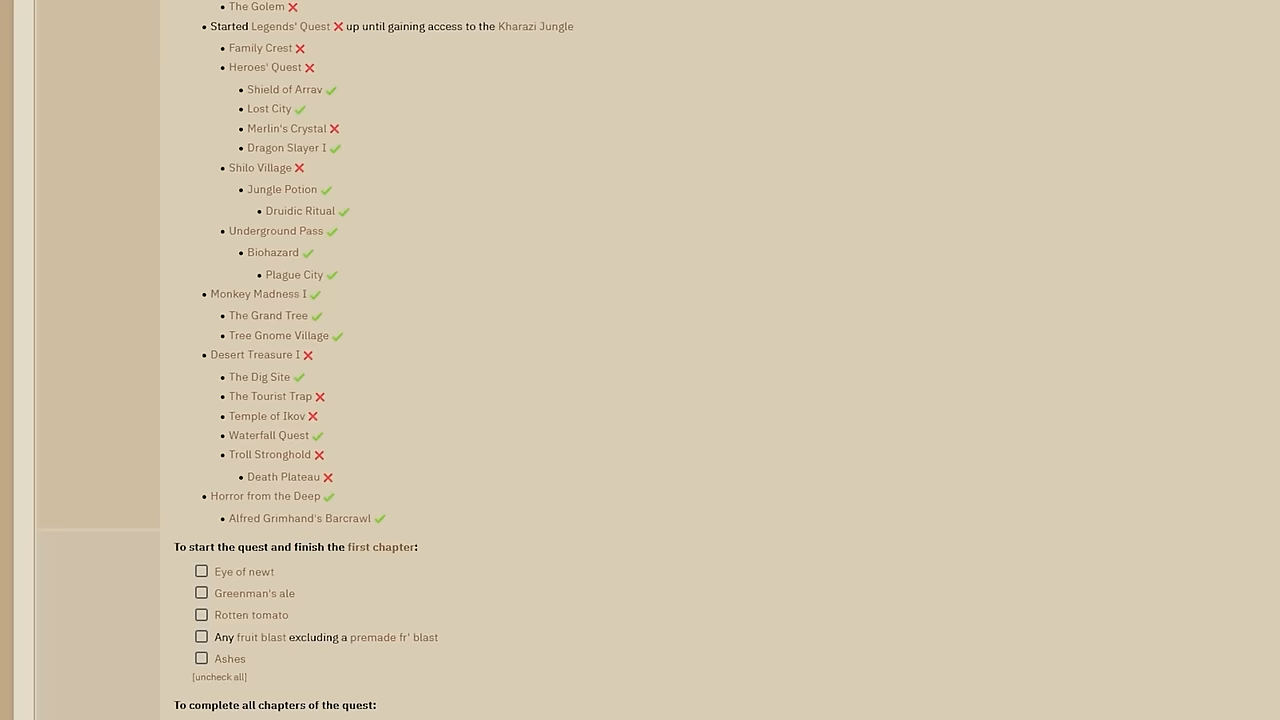 The Golem ❌
Started Legends' Quest ❌ up until gaining access to the Kharazi Jungle
Family Crest ❌
Heroes' Quest ❌
Shield of Arrav ✅
Lost City ✅
Merlin's Crystal ❌
Dragon Slayer I ✅
Shilo Village ❌
Jungle Potion ✅
Druidic Ritual ✅
Underground Pass ✅
Biohazard ✅
Plague City ✅
Monkey Madness I ✅
The Grand Tree ✅
Tree Gnome Village ✅
Desert Treasure I ❌
The Dig Site ✅
The Tourist Trap ❌
Temple of Ikov ❌
Waterfall Quest ✅
Troll Stronghold ❌
Death Plateau ❌
Horror from the Deep ✅
Alfred Grimhand's Barcrawl ✅
To start the quest and finish the first chapter:
Eye of newt
Greenman's ale
Rotten tomato
Any fruit blast excluding a premade fr' blast
Ashes
[uncheck all]
To complete all chapters of the quest: